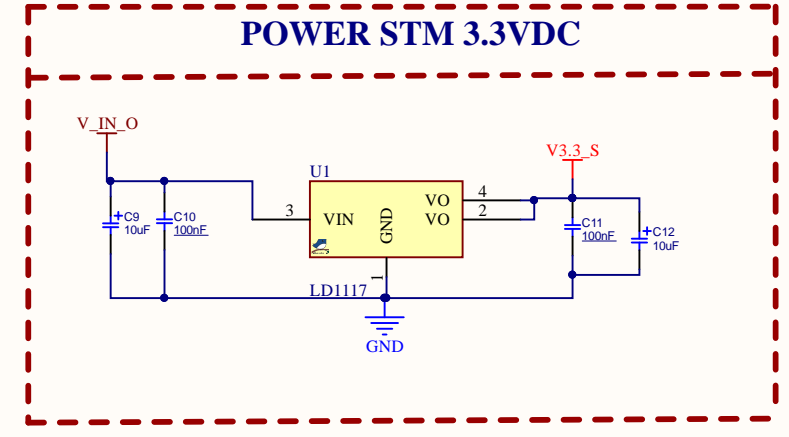 POWER STM 3.3VDC
V_IN_O
V3.3_S
U1
C9
10uF
C10
100nF
3
VIN
GND
VO
VO
4
2
1
C11
100nF
C12
10uF
LD1117
GND